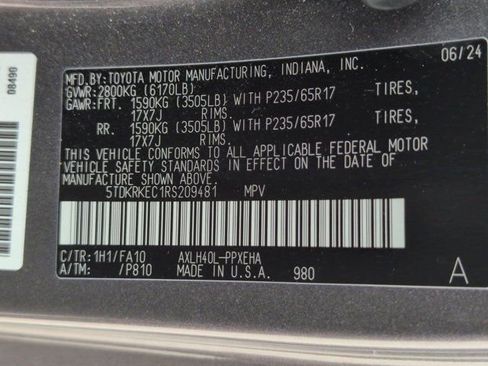 06/24
MFD.BY:TOYOTA MOTOR MANUFACTURING, INDIANA, INC.
GVWR:2800KG (6170LB)
GAWR:FRT. 1590KG (3505LB) WITH P235/65R17 TIRES,
17X7J RIMS.
RR. 1590KG (3505LB) WITH P235/65R17 TIRES,
17X7J RIMS.
THIS VEHICLE CONFORMS TO ALL APPLICABLE FEDERAL MOTOR
VEHICLE SAFETY STANDARDS IN EFFECT ON THE DATE OF
MANUFACTURE SHOWN ABOVE
5TDKRKEC1RS209481 MPV
C/TR:1H1/FA10 AXLH40L-PPXEHA
A/TM: /P810 MADE IN U.S.A. 980 A
08490